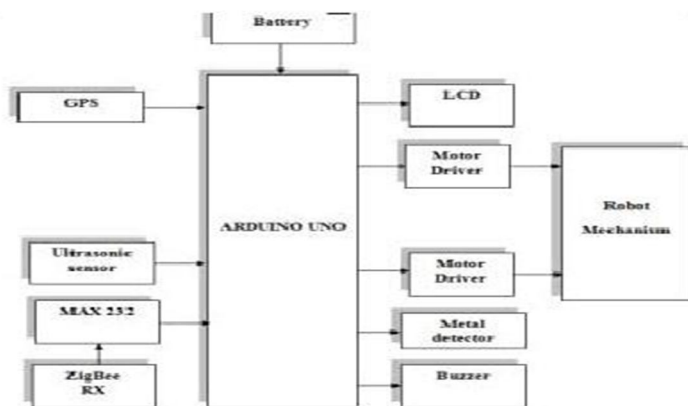 Battery
GPS
LCD
Motor
Driver
Robot
Mechanism
ARDUINO UNO
Ultrasonic
sensor
Motor
Driver
MAX 232
Metal
detector
ZigBee
RX
Buzzer